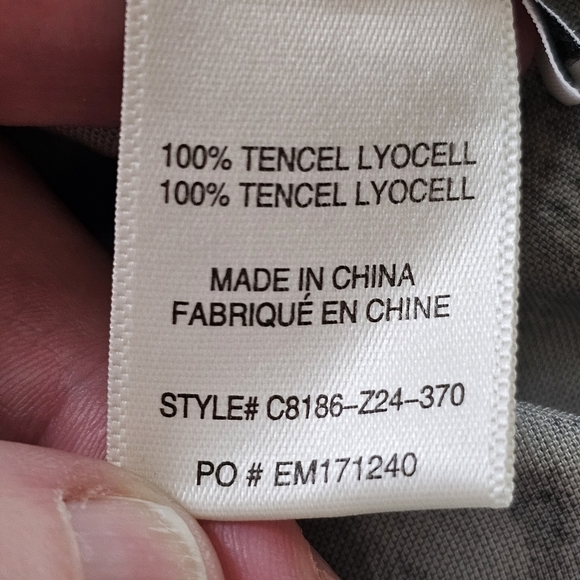 100% TENCEL LYOCELL
100% TENCEL LYOCELL
MADE IN CHINA
FABRIQUÉ EN CHINE
STYLE# C8186–Z24–370
PO # EM171240